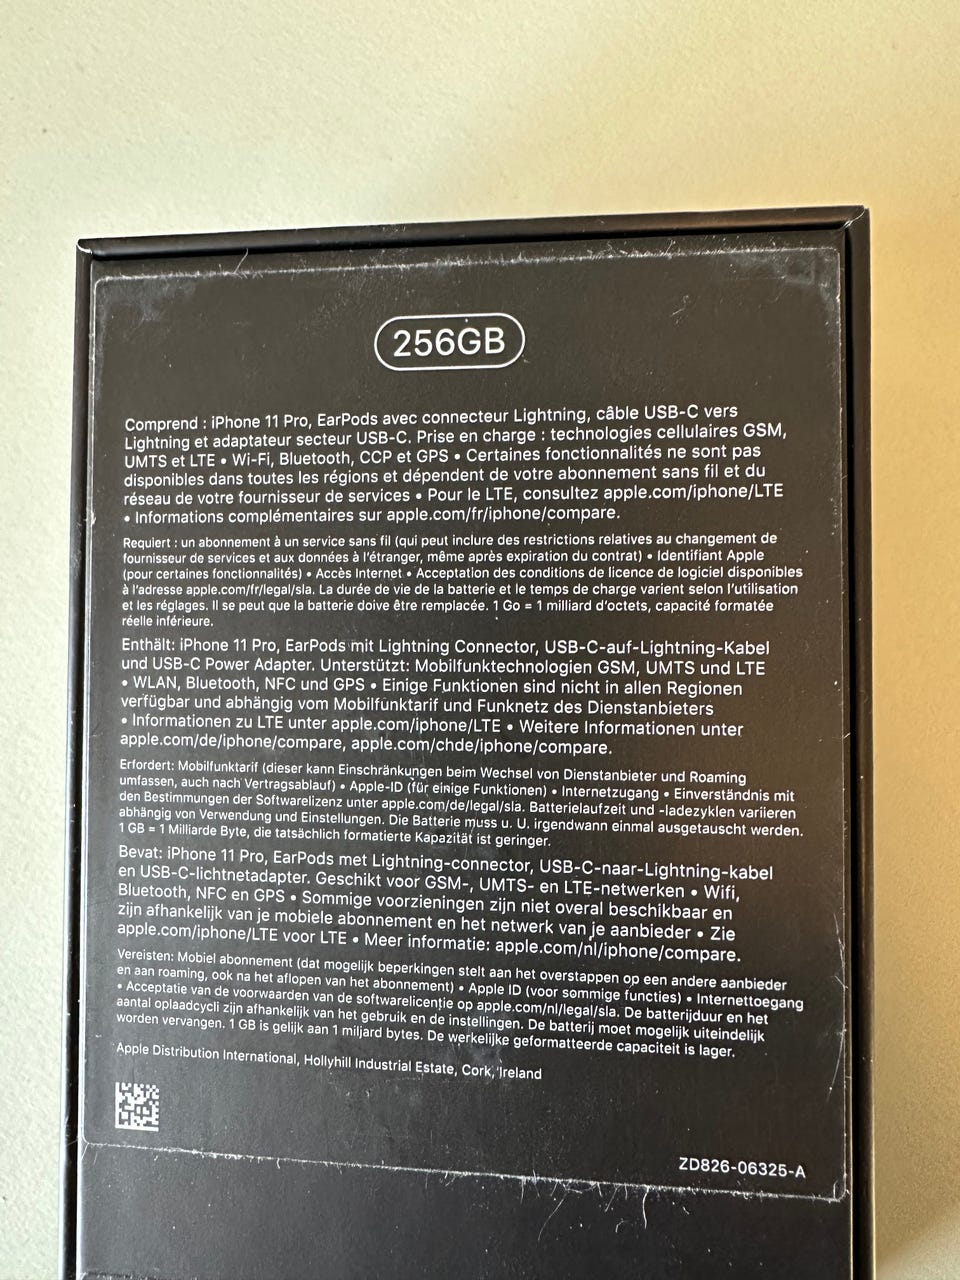 256GB
Comprend : iPhone 11 Pro, EarPods avec connecteur Lightning, câble USB-C vers
Lightning et adaptateur secteur USB-C. Prise en charge : technologies cellulaires GSM,
UMTS et LTE • Wi-Fi, Bluetooth, CCP et GPS • Certaines fonctionnalités ne sont pas
disponibles dans toutes les régions et dépendent de votre abonnement sans fil et du
réseau de votre fournisseur de services • Pour le LTE, consultez apple.com/iphone/LTE
• Informations complémentaires sur apple.com/fr/iphone/compare.
Requiert : un abonnement à un service sans fil (qui peut inclure des restrictions relatives au changement de
fournisseur de services et aux données à l'étranger, même après expiration du contrat) • Identifiant Apple
(pour certaines fonctionnalités) • Accès Internet • Acceptation des conditions de licence de logiciel disponibles
à l'adresse apple.com/fr/legal/sla. La durée de vie de la batterie et le temps de charge varient selon l'utilisation
et les réglages. Il se peut que la batterie doive être remplacée. 1 Go = 1 milliard d'octets, capacité formatée
réelle inférieure.
Enthält: iPhone 11 Pro, EarPods mit Lightning Connector, USB-C-auf-Lightning-Kabel
und USB-C Power Adapter. Unterstützt: Mobilfunktechnologien GSM, UMTS und LTE
• WLAN, Bluetooth, NFC und GPS • Einige Funktionen sind nicht in allen Regionen
verfügbar und abhängig vom Mobilfunktarif und Funknetz des Dienstanbieters
• Informationen zu LTE unter apple.com/iphone/LTE • Weitere Informationen unter
apple.com/de/iphone/compare, apple.com/chde/iphone/compare.
Erfordert: Mobilfunktarif (dieser kann Einschränkungen beim Wechsel von Dienstanbieter und Roaming
umfassen, auch nach Vertragsablauf) • Apple-ID (für einige Funktionen) • Internetzugang • Einverständnis mit
den Bestimmungen der Softwarelizenz unter apple.com/de/legal/sla. Batterielaufzeit und -ladezyklen variieren
abhängig von Verwendung und Einstellungen. Die Batterie muss u. U. irgendwann einmal ausgetauscht werden.
1 GB = 1 Milliarde Byte, die tatsächlich formatierte Kapazität ist geringer.
Bevat: iPhone 11 Pro, EarPods met Lightning-connector, USB-C-naar-Lightning-kabel
en USB-C-lichtnetadapter. Geschikt voor GSM-, UMTS- en LTE-netwerken • Wifi,
Bluetooth, NFC en GPS • Sommige voorzieningen zijn niet overal beschikbaar en
zijn afhankelijk van je mobiele abonnement en het netwerk van je aanbieder • Zie
apple.com/iphone/LTE voor LTE • Meer informatie: apple.com/nl/iphone/compare.
Vereisten: Mobiel abonnement (dat mogelijk beperkingen stelt aan het overstappen op een andere aanbieder
en aan roaming, ook na het aflopen van het abonnement) • Apple ID (voor sommige functies) • Internettoegang
• Acceptatie van de voorwaarden van de softwarelicentie op apple.com/nl/legal/sla. De batterijduur en het
aantal oplaadcycli zijn afhankelijk van het gebruik en de instellingen. De batterij moet mogelijk uiteindelijk
worden vervangen. 1 GB is gelijk aan 1 miljard bytes. De werkelijke geformatteerde capaciteit is lager.
Apple Distribution International, Hollyhill Industrial Estate, Cork, Ireland
ZD826-06325-A